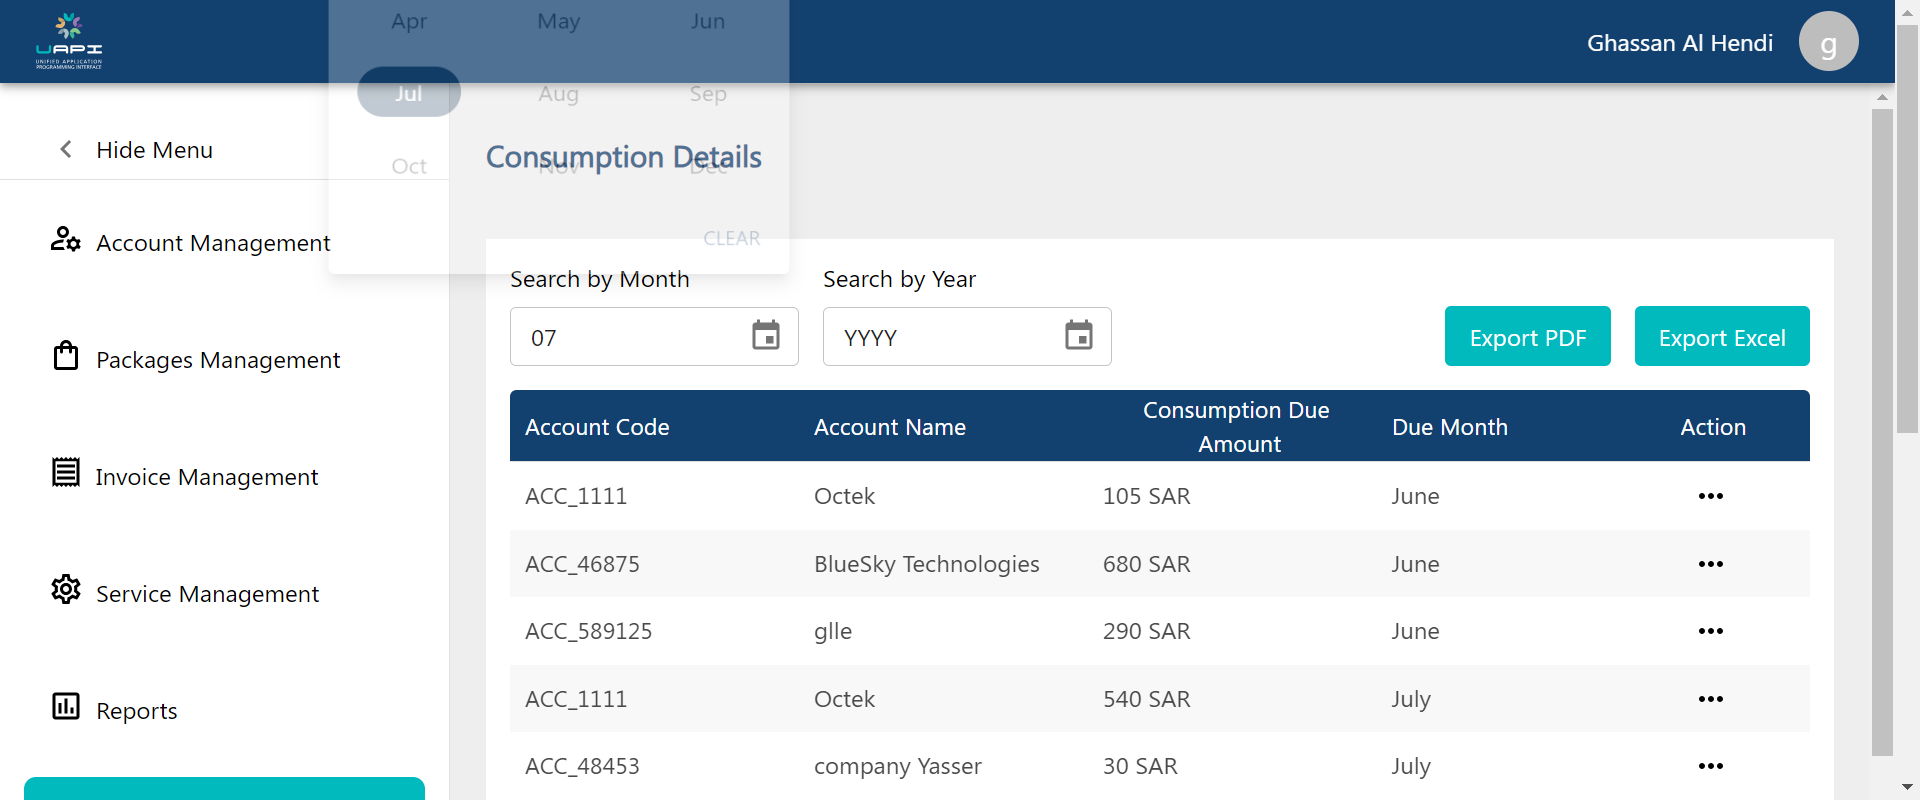 UAPI
UNIFIED APPLICATION
PROGRAMMING INTERFACE
Apr May Jun
Jul Aug Sep
Oct Nov Dec
CLEAR
Ghassan Al Hendi
g
Hide Menu
Account Management
Packages Management
Invoice Management
Service Management
Reports
Consumption Details
Search by Month Search by Year
07 YYYY Export PDF Export Excel
Account Code Account Name Consumption Due Amount Due Month Action
ACC_1111 Octek 105 SAR June •••
ACC_46875 BlueSky Technologies 680 SAR June •••
ACC_589125 glle 290 SAR June •••
ACC_1111 Octek 540 SAR July •••
ACC_48453 company Yasser 30 SAR July •••